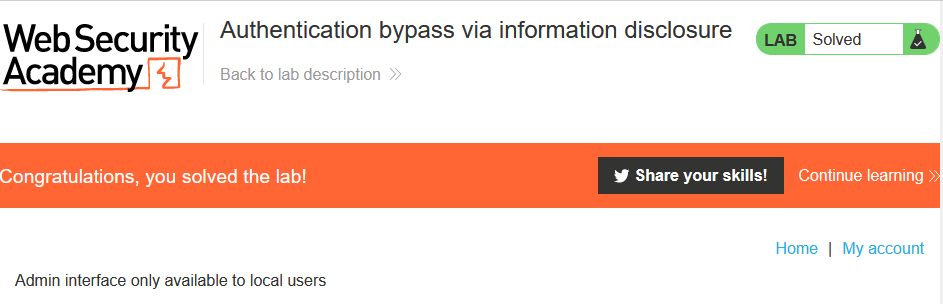 Web Security
Academy
Authentication bypass via information disclosure
Back to lab description
LAB Solved
Congratulations, you solved the lab!
Share your skills!
Continue learning
Home | My account
Admin interface only available to local users